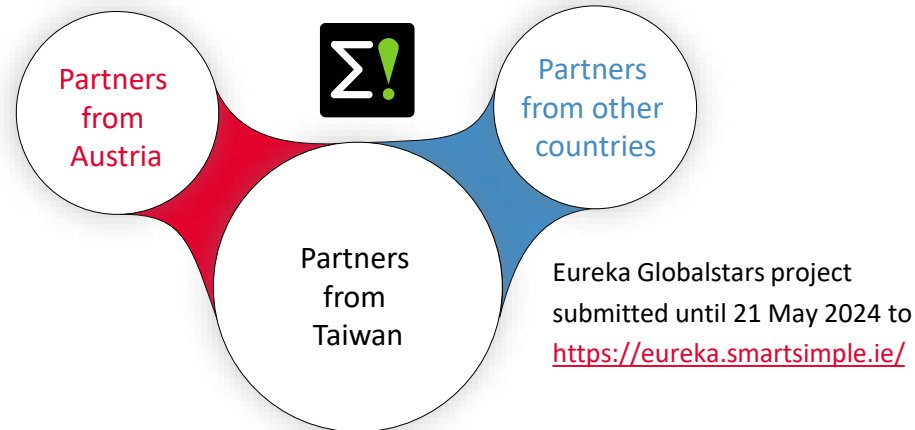 Partners
from
Austria
Σ!
Partners
from other
countries
Partners
from
Taiwan
Eureka Globalstars project
submitted until 21 May 2024 to
https://eureka.smartsimple.ie/